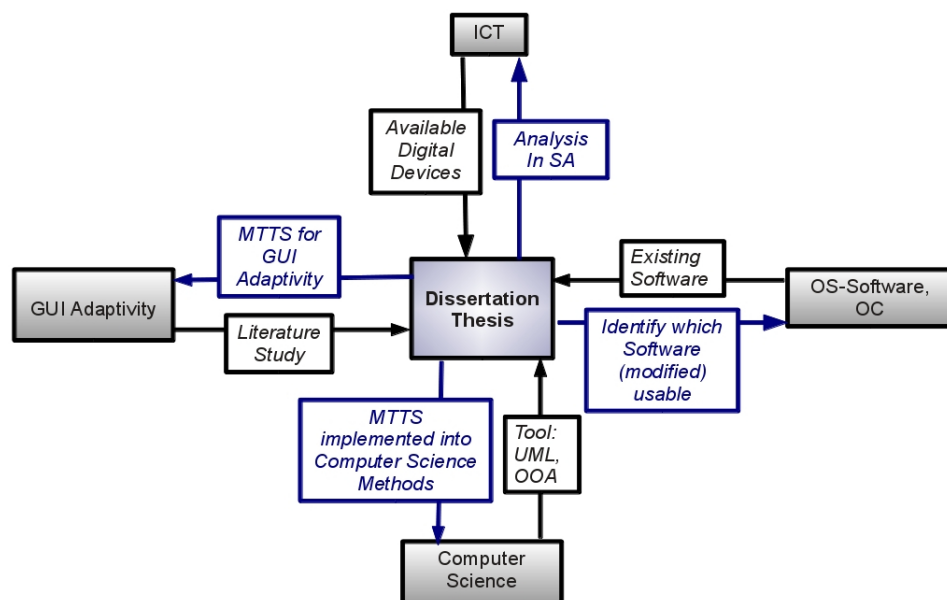 ICT
Available
Digital
Devices
Analysis
In SA
MTTS for
GUI
Adaptivity
Existing
Software
GUI Adaptivity
Dissertation
Thesis
OS-Software,
OC
Literature
Study
Identify which
Software
(modified)
usable
MTTS
implemented into
Computer Science
Methods
Tool:
UML,
OOA
Computer
Science